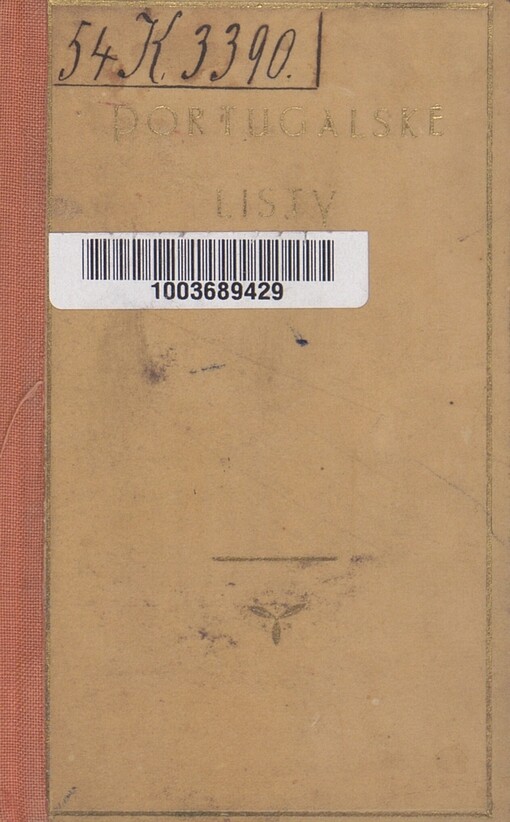 54 K. 3390.
PORTUGALSKÉ
LISTY
1003689429